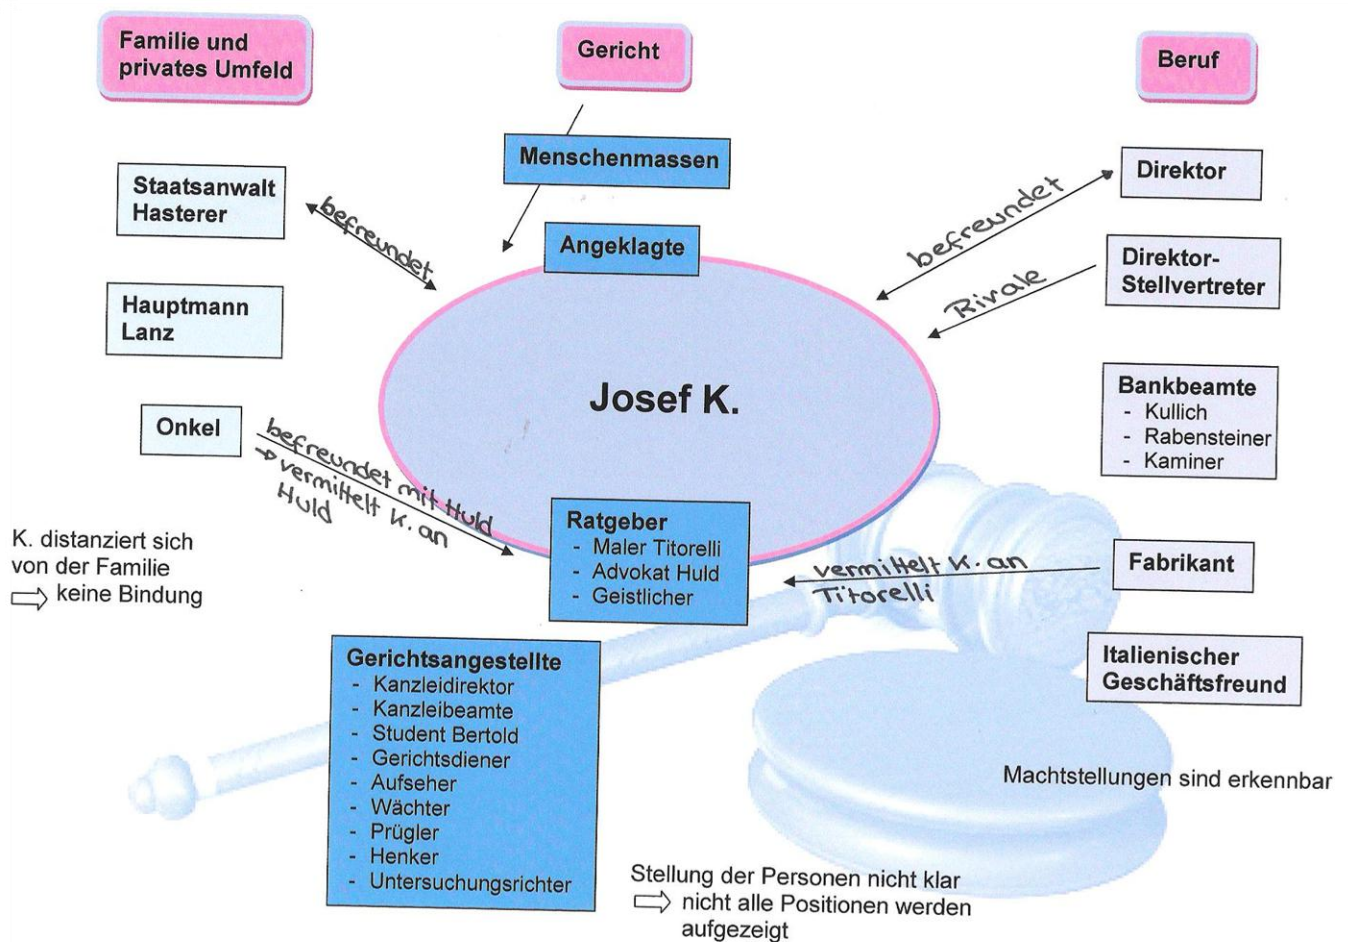 Familie und
privates Umfeld
Gericht
Beruf
Menschenmassen
Angeklagte
Staatsanwalt
Hasterer
befreundet
Hauptmann
Lanz
Onkel
befreundet mit Huld
→ vermittelt K. an
Huld
K. distanziert sich
von der Familie
⇨ keine Bindung
Josef K.
Direktor
befreundet
Direktor-
Stellvertreter
Rivale
Bankbeamte
- Kullich
- Rabensteiner
- Kaminer
Ratgeber
- Maler Titorelli
- Advokat Huld
- Geistlicher
vermittelt K. an
Titorelli
Fabrikant
Italienischer
Geschäftsfreund
Gerichtsangestellte
- Kanzleidirektor
- Kanzleibeamte
- Student Bertold
- Gerichtsdiener
- Aufseher
- Wächter
- Prügler
- Henker
- Untersuchungsrichter
Machtstellungen sind erkennbar
Stellung der Personen nicht klar
⇨ nicht alle Positionen werden
aufgezeigt